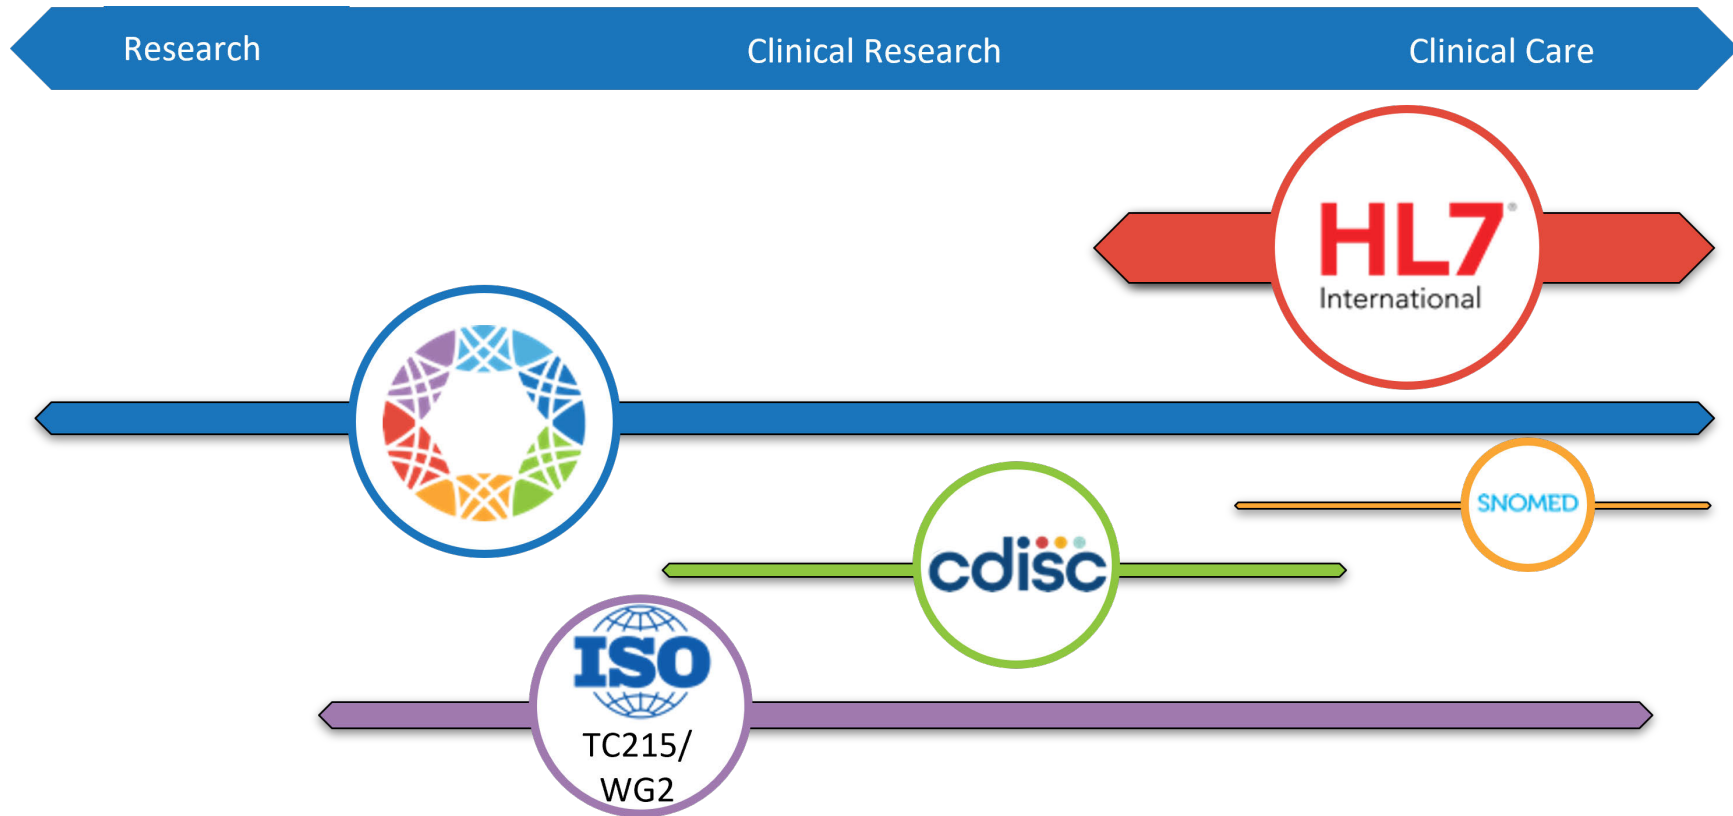 Research
Clinical Research
Clinical Care
HL7®
International
SNOMED
cdisc
ISO
TC215/
WG2